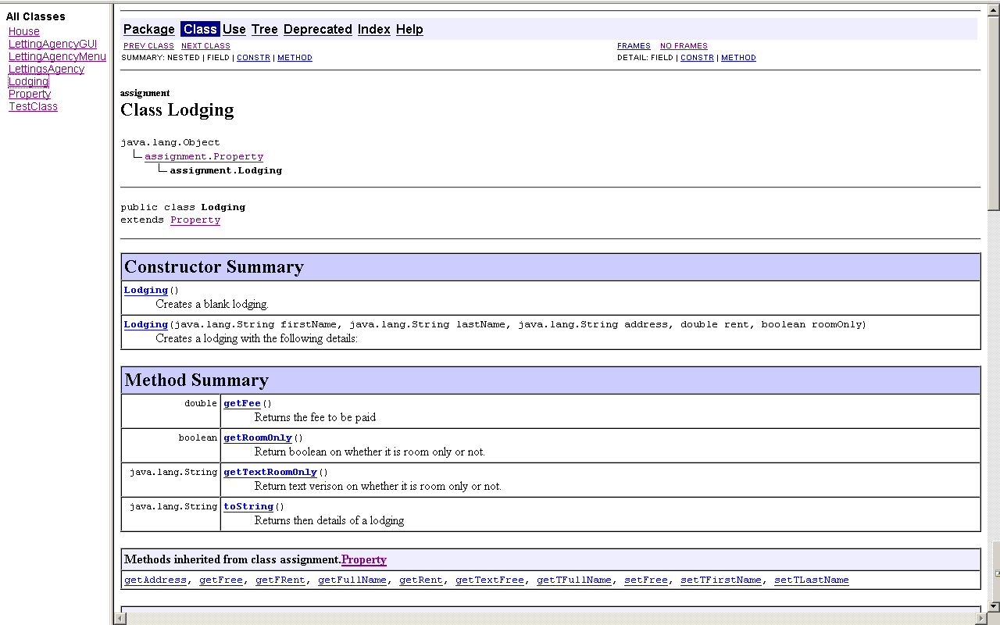 All Classes
House
LettingAgencyGUI
LettingAgencyMenu
LettingsAgency
Lodging
Property
TestClass
Package Class Use Tree Deprecated Index Help
PREV CLASS NEXT CLASS
FRAMES NO FRAMES
SUMMARY: NESTED | FIELD | CONSTR | METHOD
DETAIL: FIELD | CONSTR | METHOD
assignment
Class Lodging
java.lang.Object
assignment.Property
assignment.Lodging
public class Lodging
extends Property
Constructor Summary
Lodging()
Creates a blank lodging.
Lodging(java.lang.String firstName, java.lang.String lastName, java.lang.String address, double rent, boolean roomOnly)
Creates a lodging with the following details:
Method Summary
double getFee()
Returns the fee to be paid
boolean getRoomOnly()
Return boolean on whether it is room only or not.
java.lang.String getTextRoomOnly()
Return text verison on whether it is room only or not.
java.lang.String toString()
Returns then details of a lodging
Methods inherited from class assignment.Property
getAddress, getFree, getFRent, getFullName, getRent, getTextFree, getTFullName, setFree, setTFirstName, setTLastName